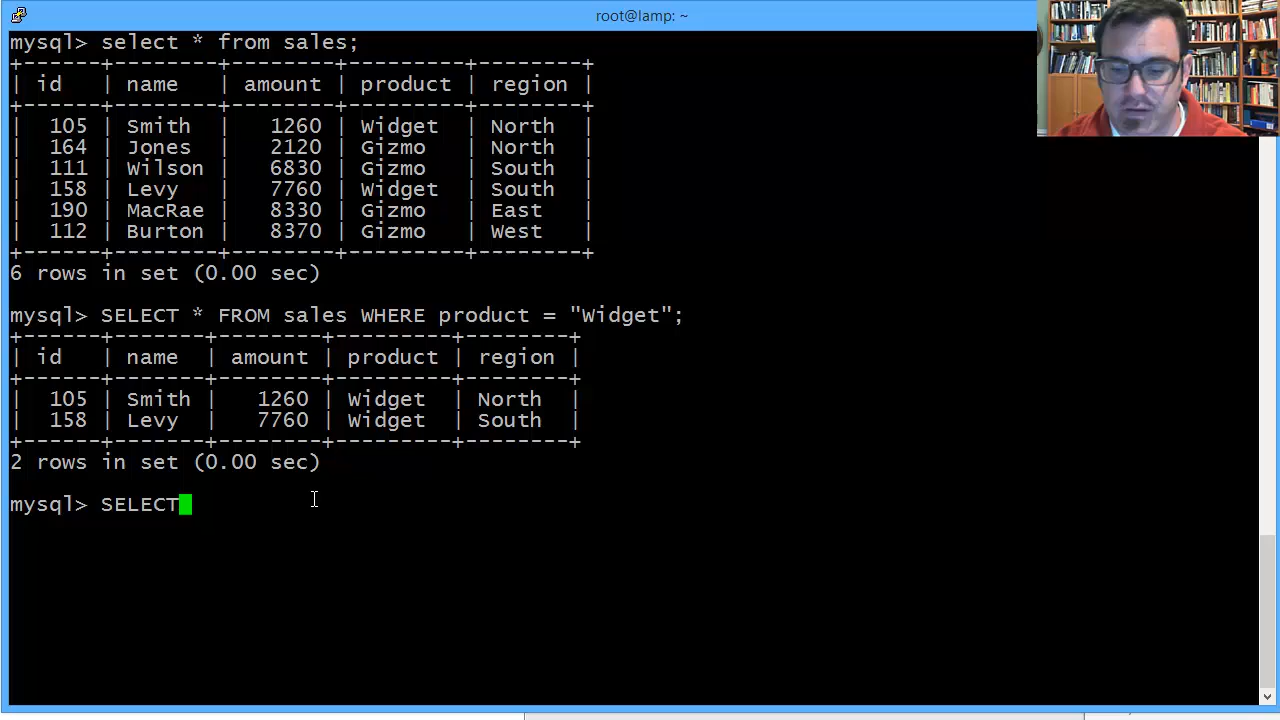 root@lamp: ~
mysql> select * from sales;
+------+--------+--------+---------+--------+
| id   | name   | amount | product | region |
+------+--------+--------+---------+--------+
|  105 | Smith  |   1260 | Widget  | North  |
|  164 | Jones  |   2120 | Gizmo   | North  |
|  111 | Wilson |   6830 | Gizmo   | South  |
|  158 | Levy   |   7760 | Widget  | South  |
|  190 | MacRae |   8330 | Gizmo   | East   |
|  112 | Burton |   8370 | Gizmo   | West   |
+------+--------+--------+---------+--------+
6 rows in set (0.00 sec)
mysql> SELECT * FROM sales WHERE product = "Widget";
+------+-------+--------+---------+--------+
| id   | name  | amount | product | region |
+------+-------+--------+---------+--------+
|  105 | Smith |   1260 | Widget  | North  |
|  158 | Levy  |   7760 | Widget  | South  |
+------+-------+--------+---------+--------+
2 rows in set (0.00 sec)
mysql> SELECT